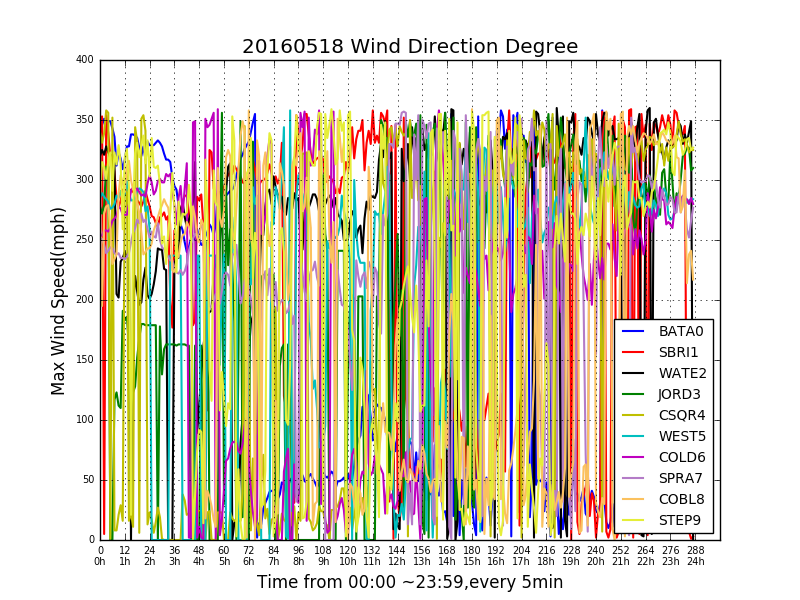 20160518 Wind Direction Degree
Max Wind Speed(mph)
400
350
300
250
200
150
100
50
0
0 12 24 36 48 60 72 84 96 108 120 132 144 156 168 180 192 204 216 228 240 252 264 276 288
0h 1h 2h 3h 4h 5h 6h 7h 8h 9h 10h 11h 12h 13h 14h 15h 16h 17h 18h 19h 20h 21h 22h 23h 24h
Time from 00:00 ~23:59,every 5min
BATA0
SBRI1
WATE2
JORD3
CSQR4
WEST5
COLD6
SPRA7
COBL8
STEP9